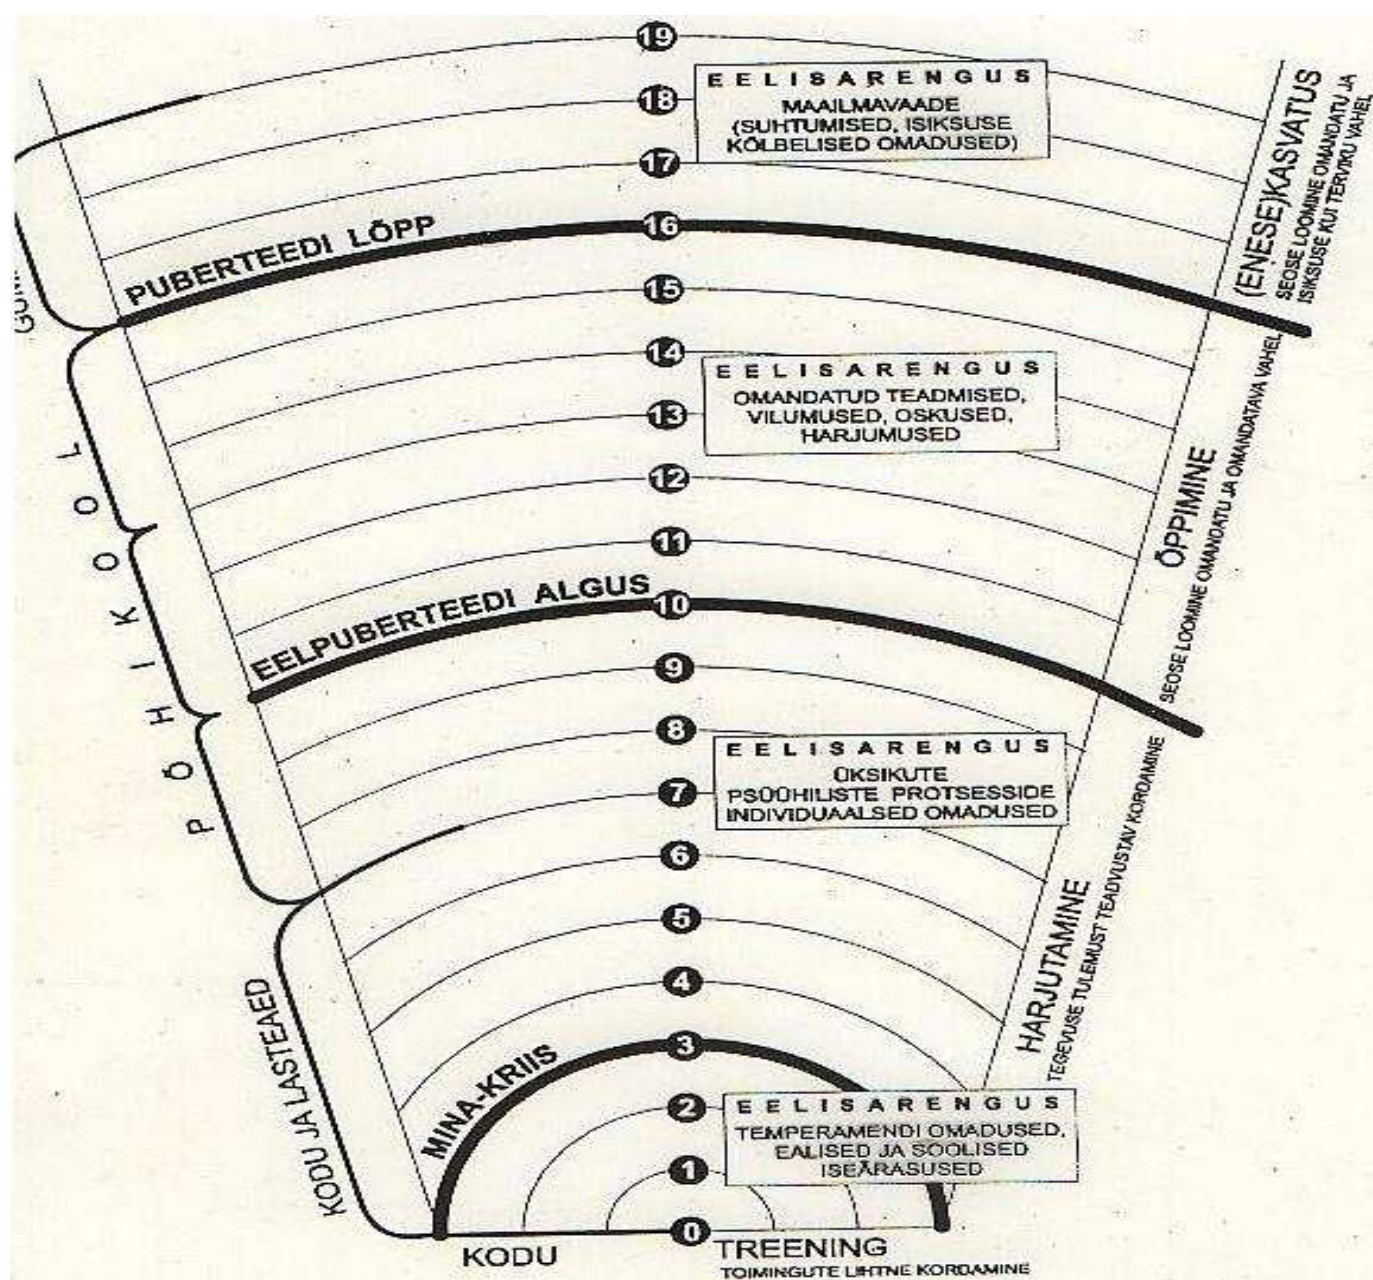 19
EELISARENGUS
MAAILMAVAADE
(SUHTUMISED, ISIKSUSE
KÕLBELISED OMADUSED)
18
17
PUBERTEEDI LÕPP
16
15
14
EELISARENGUS
OMANDATUD TEADMISED,
VILUMUSED, OSKUSED,
HARJUMUSED
13
12
11
EELPUBERTEEDI ALGUS
10
9
8
EELISARENGUS
ÜKSIKUTE
PSÜÜHILISTE PROTSESSIDE
INDIVIDUAALSED OMADUSED
7
6
5
4
MINA-KRIIS
3
2
EELISARENGUS
TEMPERAMENDI OMADUSED,
EALISED JA SOOLISED
ISEÄRASUSED
1
0
KODU
TREENING
TOIMINGUTE LIHTNE KORDAMINE
KODU JA LASTEAED
PÕHIKOOL
HARJUTAMINE
TEGEVUSE TULEMUST TEADVUSTAV KORDAMINE
ÕPPIMINE
SEOSE LOOMINE OMANDATU JA OMANDATAVA VAHEL
(ENESE)KASVATUS
SEOSE LOOMINE OMANDATU JA
ISIKSUSE KUI TERVIKU VAHEL